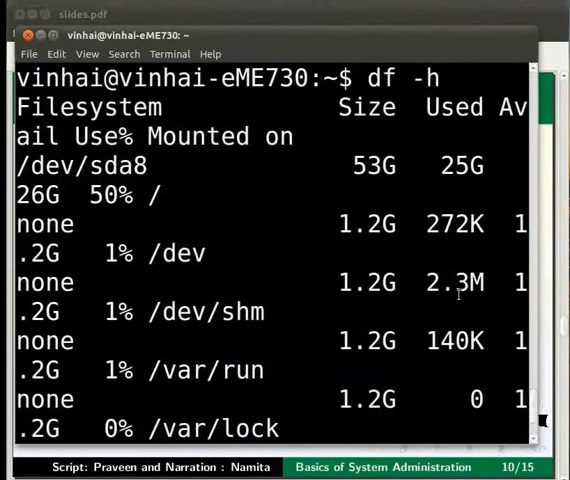 slides.pdf
vinhai@vinhai-eME730: ~
File Edit View Search Terminal Help
vinhai@vinhai-eME730:~$ df -h
Filesystem Size Used Av
ail Use% Mounted on
/dev/sda8 53G 25G
26G 50% /
none 1.2G 272K 1
.2G 1% /dev
none 1.2G 2.3M 1
.2G 1% /dev/shm
none 1.2G 140K 1
.2G 1% /var/run
none 1.2G 0 1
.2G 0% /var/lock
Script: Praveen and Narration : Namita Basics of System Administration 10/15